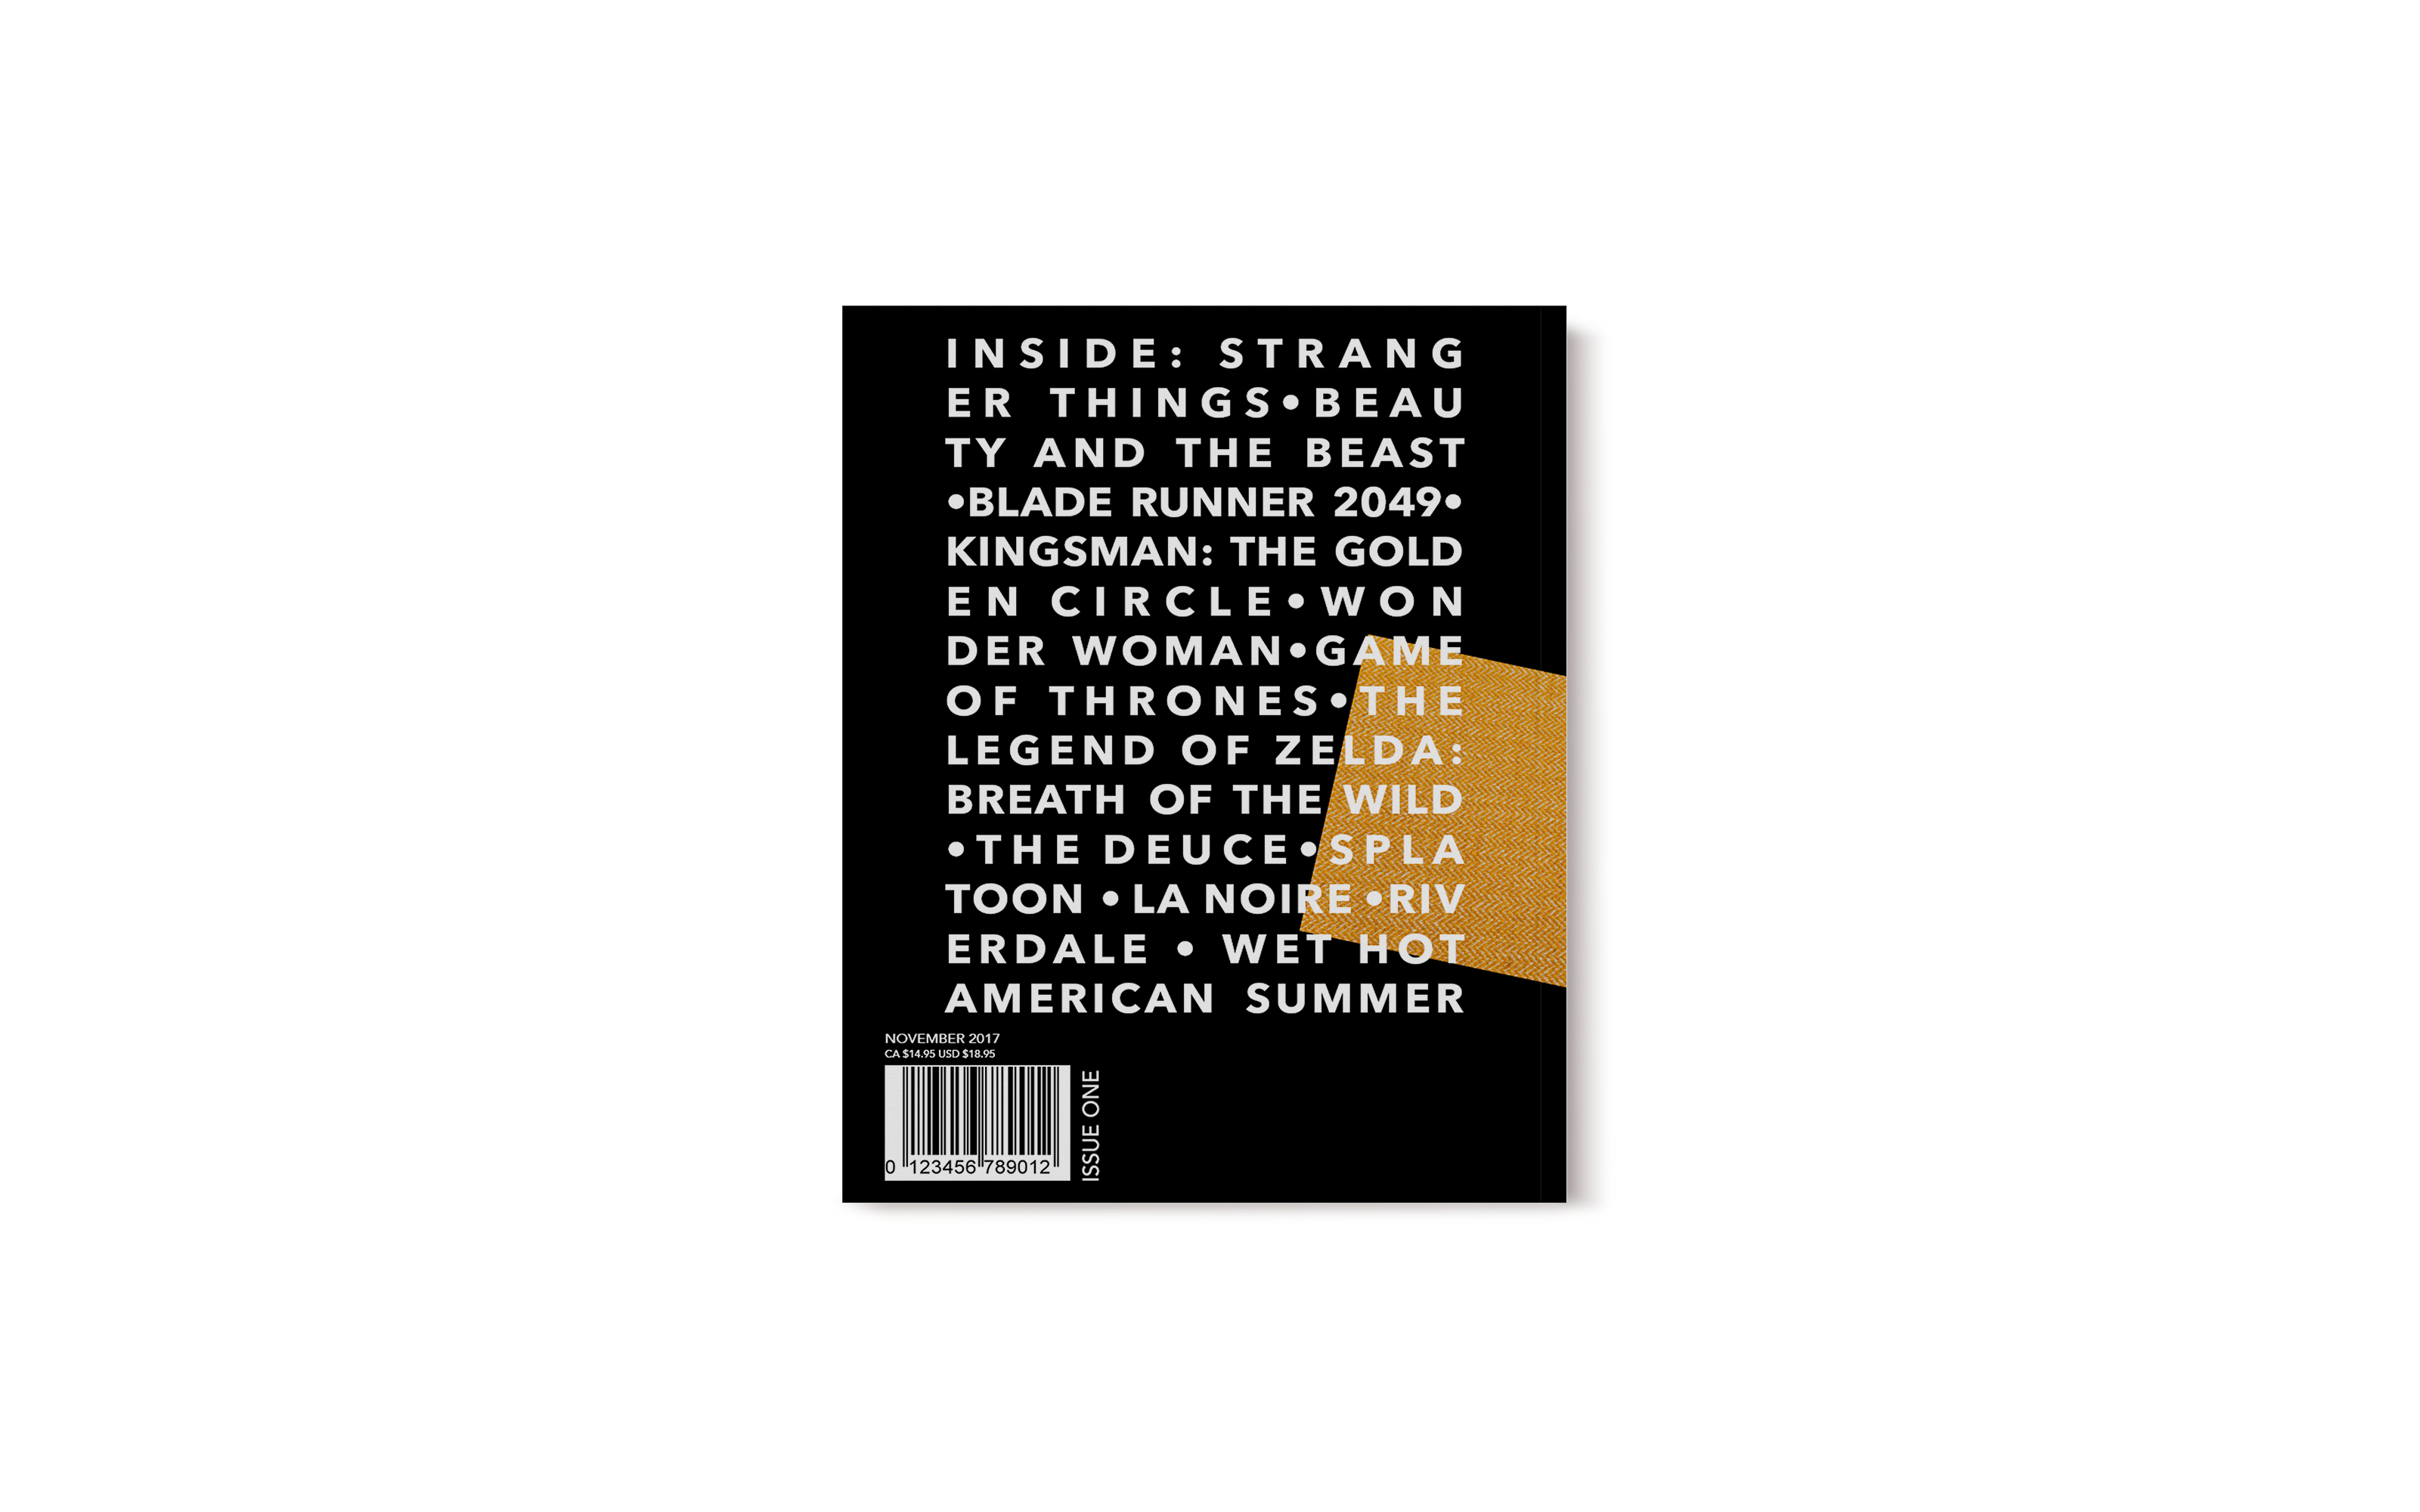 INSIDE: STRANG
ER THINGS•BEAU
TY AND THE BEAST
•BLADE RUNNER 2049•
KINGSMAN: THE GOLD
EN CIRCLE•WON
DER WOMAN•GAME
OF THRONES•THE
LEGEND OF ZELDA:
BREATH OF THE WILD
•THE DEUCE•SPLA
TOON • LA NOIRE •RIV
ERDALE • WET HOT
AMERICAN SUMMER
NOVEMBER 2017
CA $14.95 USD $18.95
0 123456 789012
ISSUE ONE